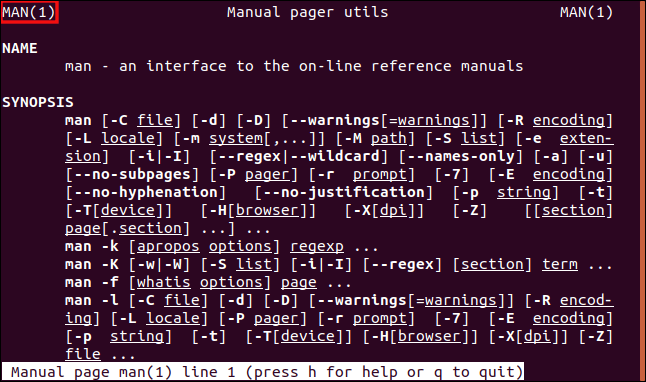 MAN(1) Manual pager utils MAN(1)
NAME
man - an interface to the on-line reference manuals
SYNOPSIS
man [-C file] [-d] [-D] [--warnings[=warnings]] [-R encoding]
[-L locale] [-m system[,...]] [-M path] [-S list] [-e exten-
sion] [-i|-I] [--regex|--wildcard] [--names-only] [-a] [-u]
[--no-subpages] [-P pager] [-r prompt] [-7] [-E encoding]
[--no-hyphenation] [--no-justification] [-p string] [-t]
[-T[device]] [-H[browser]] [-X[dpi]] [-Z] [[section]
page[.section] ...] ...
man -k [apropos options] regexp ...
man -K [-w|-W] [-S list] [-i|-I] [--regex] [section] term ...
man -f [whatis options] page ...
man -l [-C file] [-d] [-D] [--warnings[=warnings]] [-R encod-
ing] [-L locale] [-P pager] [-r prompt] [-7] [-E encoding]
[-p string] [-t] [-T[device]] [-H[browser]] [-X[dpi]] [-Z]
file ...
Manual page man(1) line 1 (press h for help or q to quit)